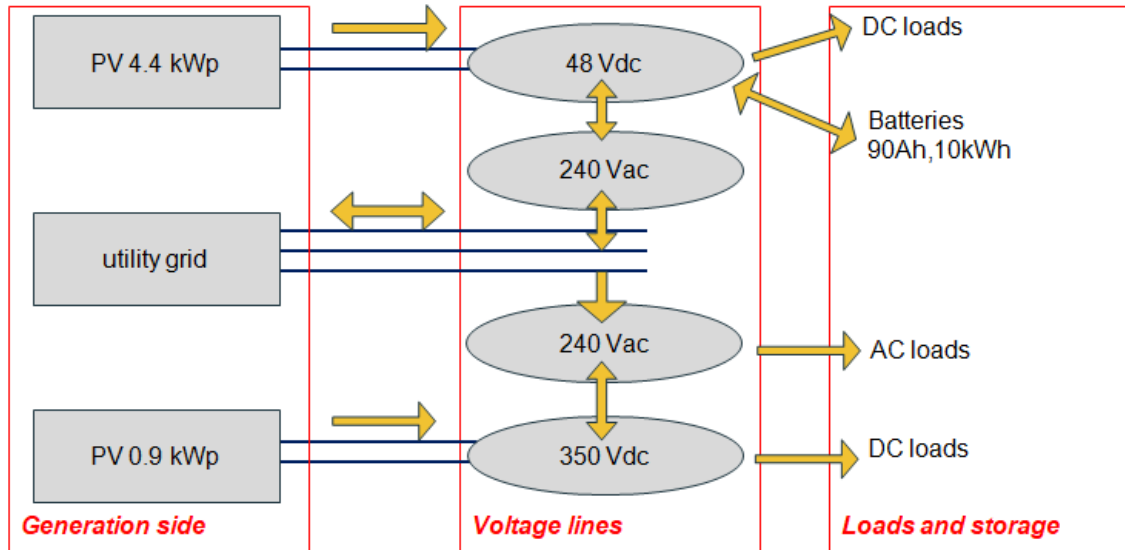 PV 4.4 kWp
48 Vdc
DC loads
Batteries
90Ah,10kWh
240 Vac
utility grid
240 Vac
AC loads
PV 0.9 kWp
350 Vdc
DC loads
Generation side
Voltage lines
Loads and storage